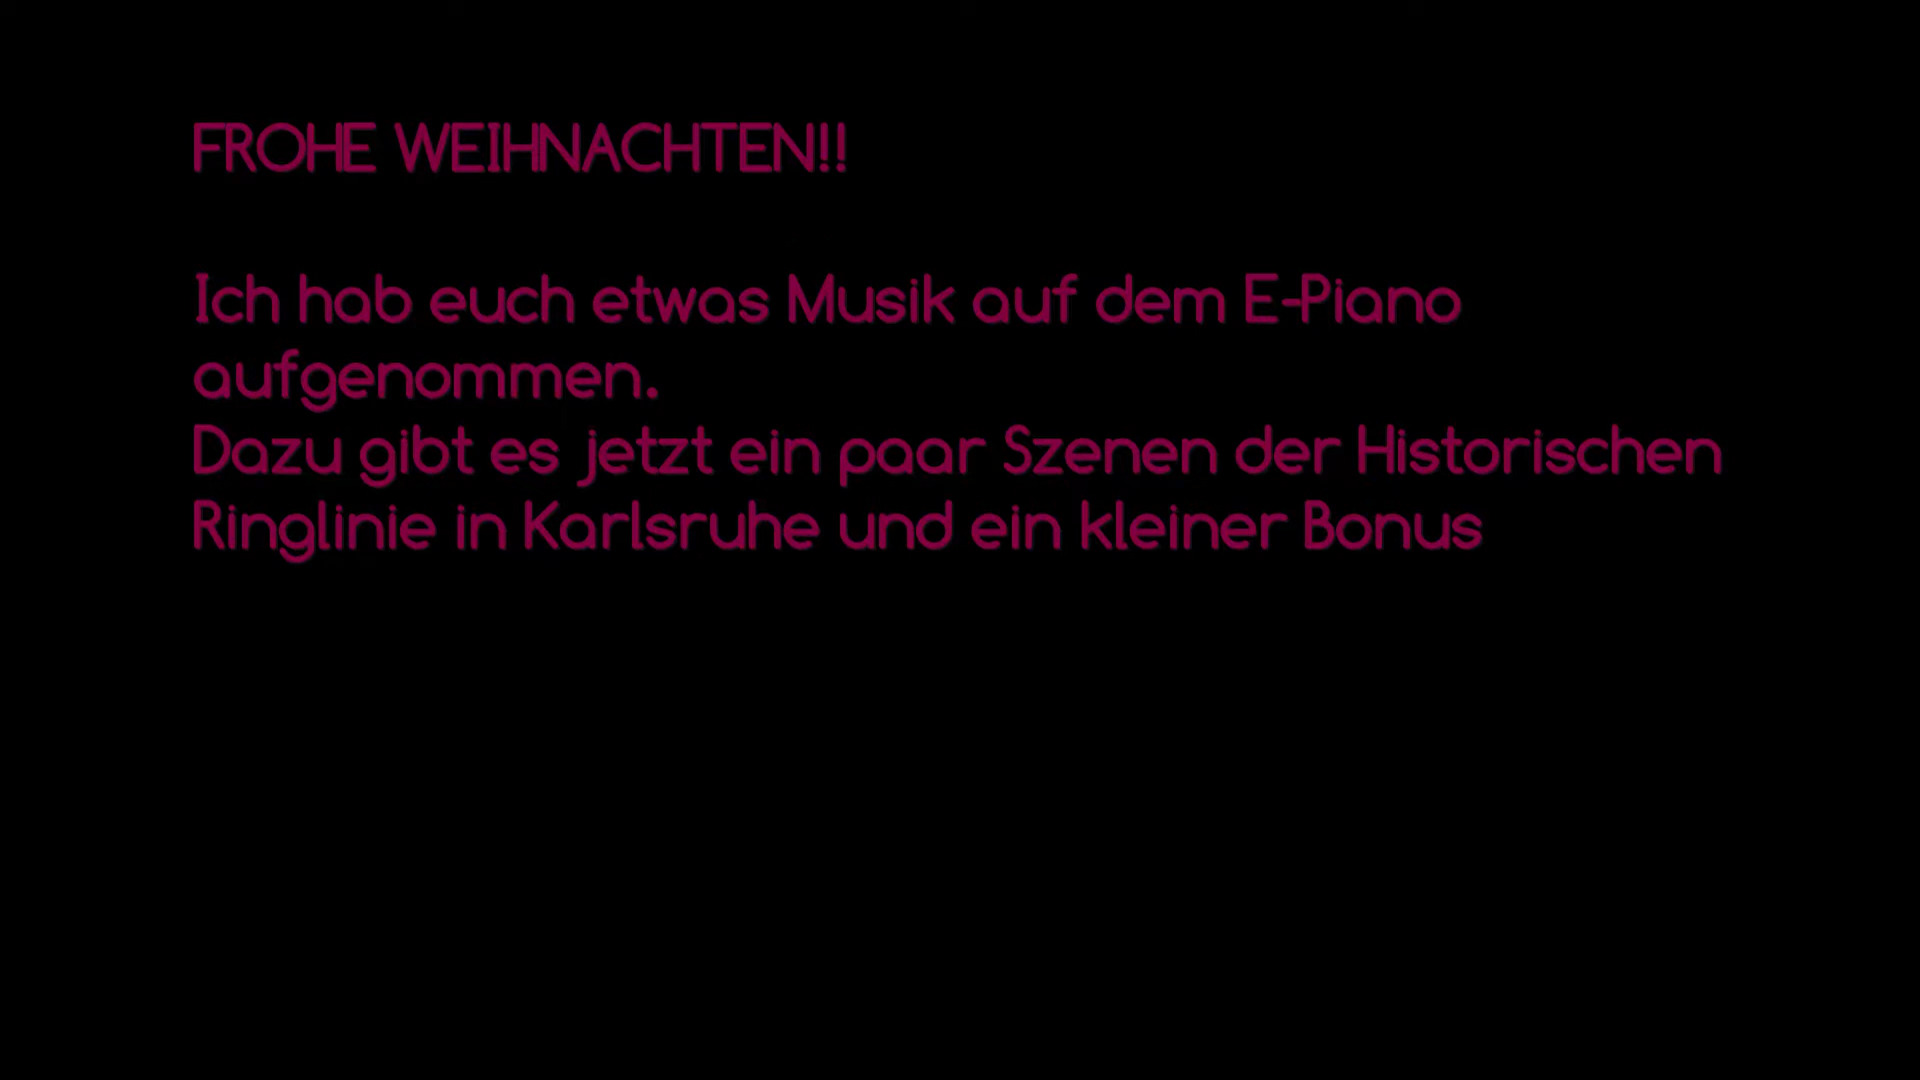 FROHE WEIHNACHTEN!!
Ich hab euch etwas Musik auf dem E-Piano
aufgenommen.
Dazu gibt es jetzt ein paar Szenen der Historischen
Ringlinie in Karlsruhe und ein kleiner Bonus